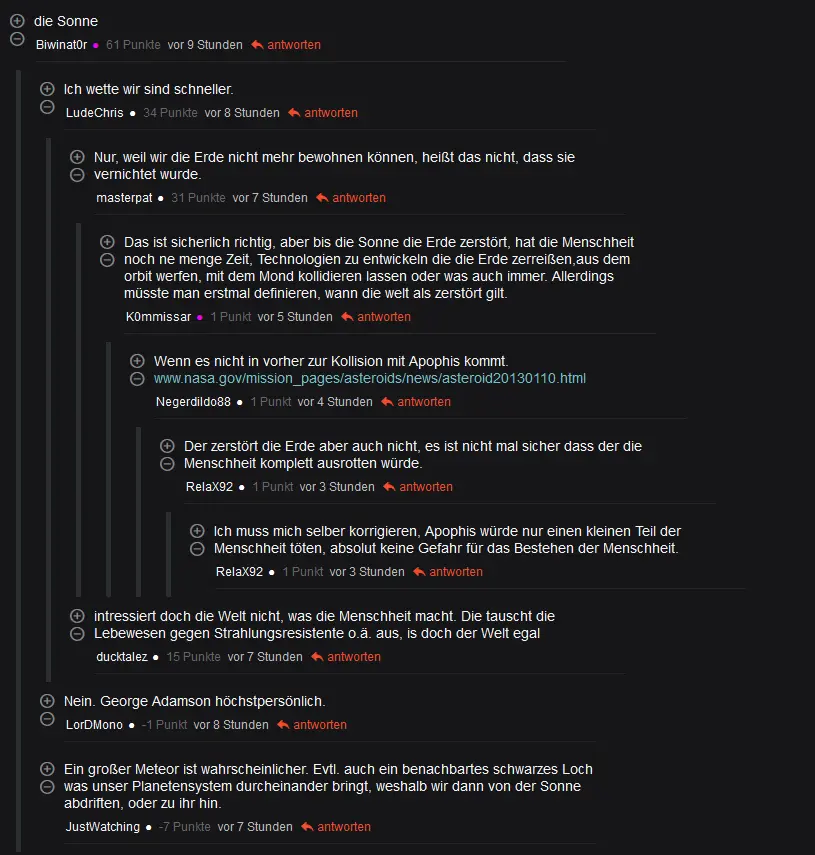 die Sonne
Biwinat0r ● 61 Punkte vor 9 Stunden antworten
Ich wette wir sind schneller.
LudeChris ● 34 Punkte vor 8 Stunden antworten
Nur, weil wir die Erde nicht mehr bewohnen können, heißt das nicht, dass sie
vernichtet wurde.
masterpat ● 31 Punkte vor 7 Stunden antworten
Das ist sicherlich richtig, aber bis die Sonne die Erde zerstört, hat die Menschheit
noch ne menge Zeit, Technologien zu entwickeln die die Erde zerreißen,aus dem
orbit werfen, mit dem Mond kollidieren lassen oder was auch immer. Allerdings
müsste man erstmal definieren, wann die welt als zerstört gilt.
K0mmissar ● 1 Punkt vor 5 Stunden antworten
Wenn es nicht in vorher zur Kollision mit Apophis kommt.
www.nasa.gov/mission_pages/asteroids/news/asteroid20130110.html
Negerdildo88 ● 1 Punkt vor 4 Stunden antworten
Der zerstört die Erde aber auch nicht, es ist nicht mal sicher dass der die
Menschheit komplett ausrotten würde.
RelaX92 ● 1 Punkt vor 3 Stunden antworten
Ich muss mich selber korrigieren, Apophis würde nur einen kleinen Teil der
Menschheit töten, absolut keine Gefahr für das Bestehen der Menschheit.
RelaX92 ● 1 Punkt vor 3 Stunden antworten
intressiert doch die Welt nicht, was die Menschheit macht. Die tauscht die
Lebewesen gegen Strahlungsresistente o.ä. aus, is doch der Welt egal
ducktalez ● 15 Punkte vor 7 Stunden antworten
Nein. George Adamson höchstpersönlich.
LorDMono ● -1 Punkt vor 8 Stunden antworten
Ein großer Meteor ist wahrscheinlicher. Evtl. auch ein benachbartes schwarzes Loch
was unser Planetensystem durcheinander bringt, weshalb wir dann von der Sonne
abdriften, oder zu ihr hin.
JustWatching ● -7 Punkte vor 7 Stunden antworten